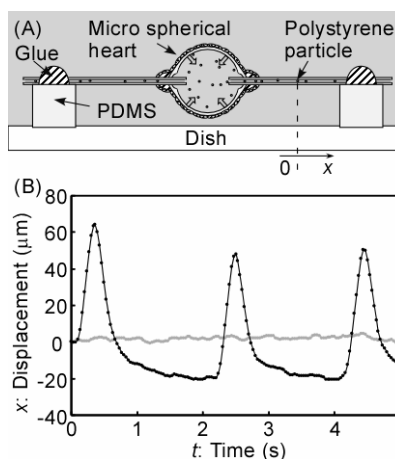 (A)
Micro spherical
heart
Polystyrene
particle
Glue
PDMS
Dish
0 x
(B)
80
60
40
20
0
-20
-40
x: Displacement (μm)
0 1 2 3 4
t: Time (s)